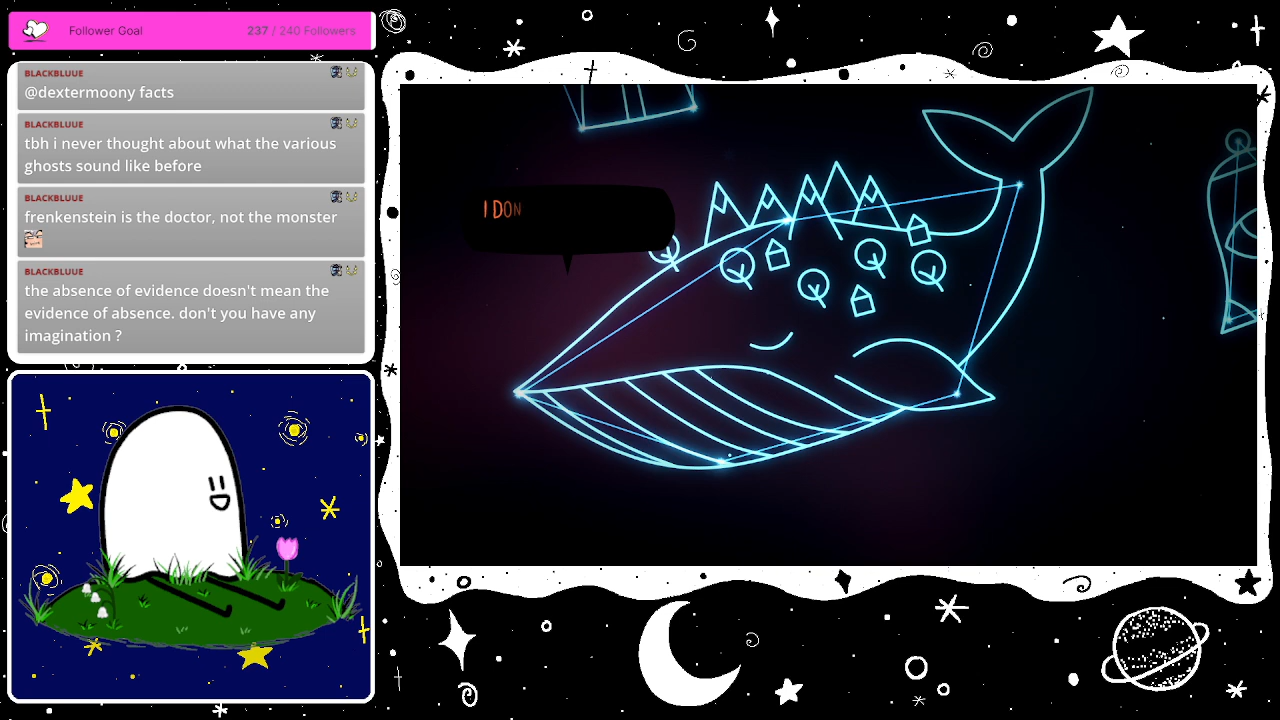 Follower Goal 237 / 240 Followers
BLACKBLUUE
@dextermoony facts
BLACKBLUUE
tbh i never thought about what the various
ghosts sound like before
BLACKBLUUE
frenkenstein is the doctor, not the monster
BLACKBLUUE
the absence of evidence doesn't mean the
evidence of absence. don't you have any
imagination ?
I DON